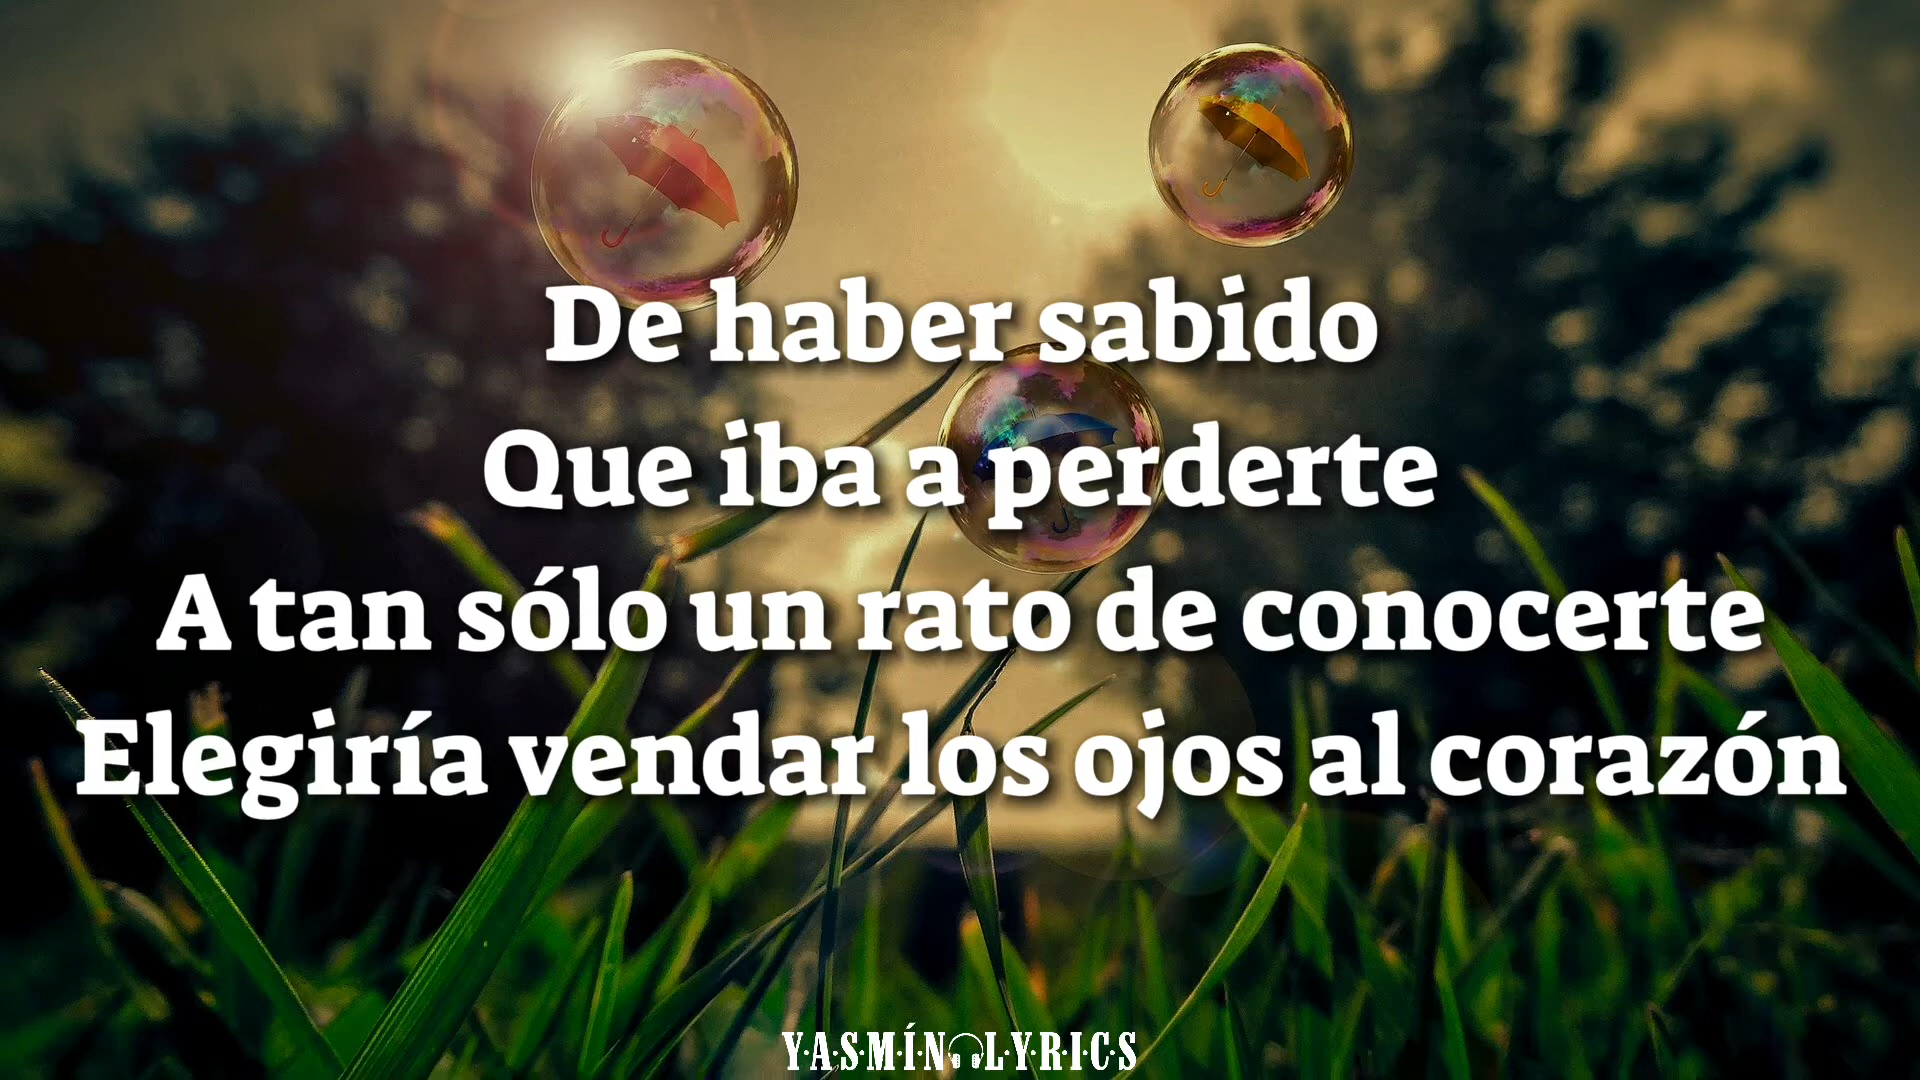 De haber sabido
Que iba a perderte
A tan sólo un rato de conocerte
Elegiría vendar los ojos al corazón
YASMÍN LYRICS